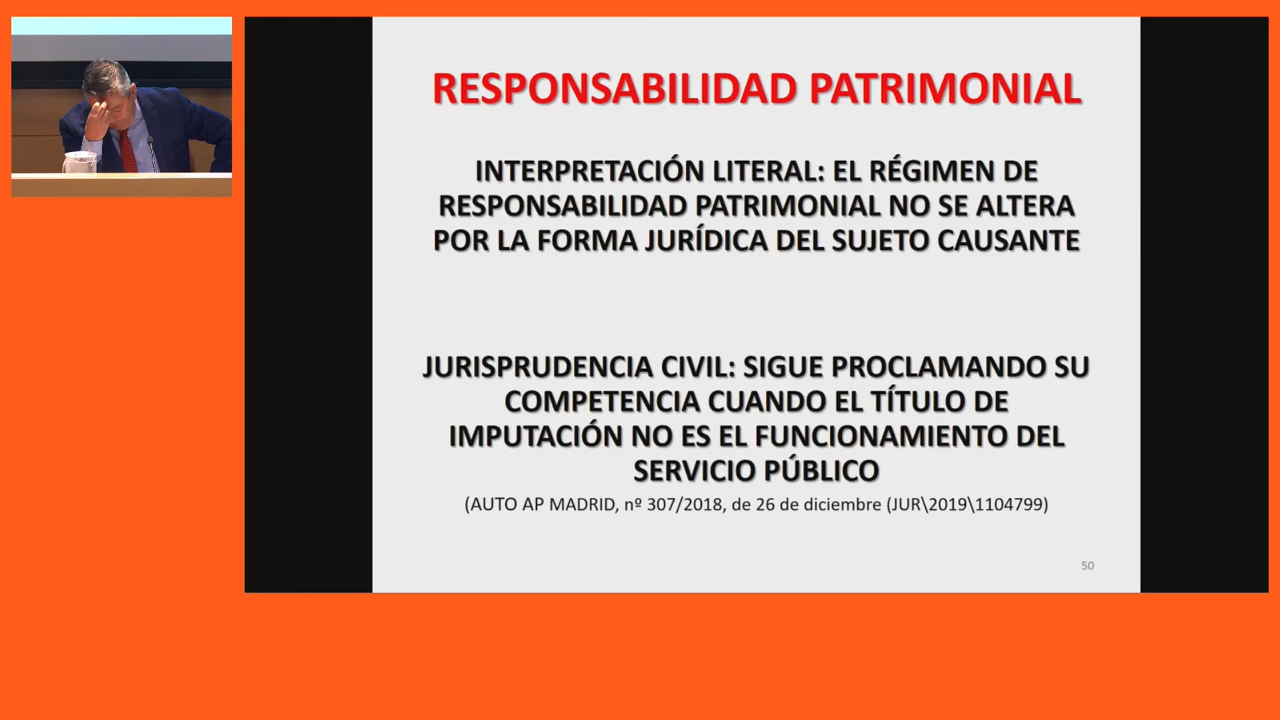 RESPONSABILIDAD PATRIMONIAL
INTERPRETACIÓN LITERAL: EL RÉGIMEN DE
RESPONSABILIDAD PATRIMONIAL NO SE ALTERA
POR LA FORMA JURÍDICA DEL SUJETO CAUSANTE
JURISPRUDENCIA CIVIL: SIGUE PROCLAMANDO SU
COMPETENCIA CUANDO EL TÍTULO DE
IMPUTACIÓN NO ES EL FUNCIONAMIENTO DEL
SERVICIO PÚBLICO
(AUTO AP MADRID, nº 307/2018, de 26 de diciembre (JUR\2019\1104799)
50